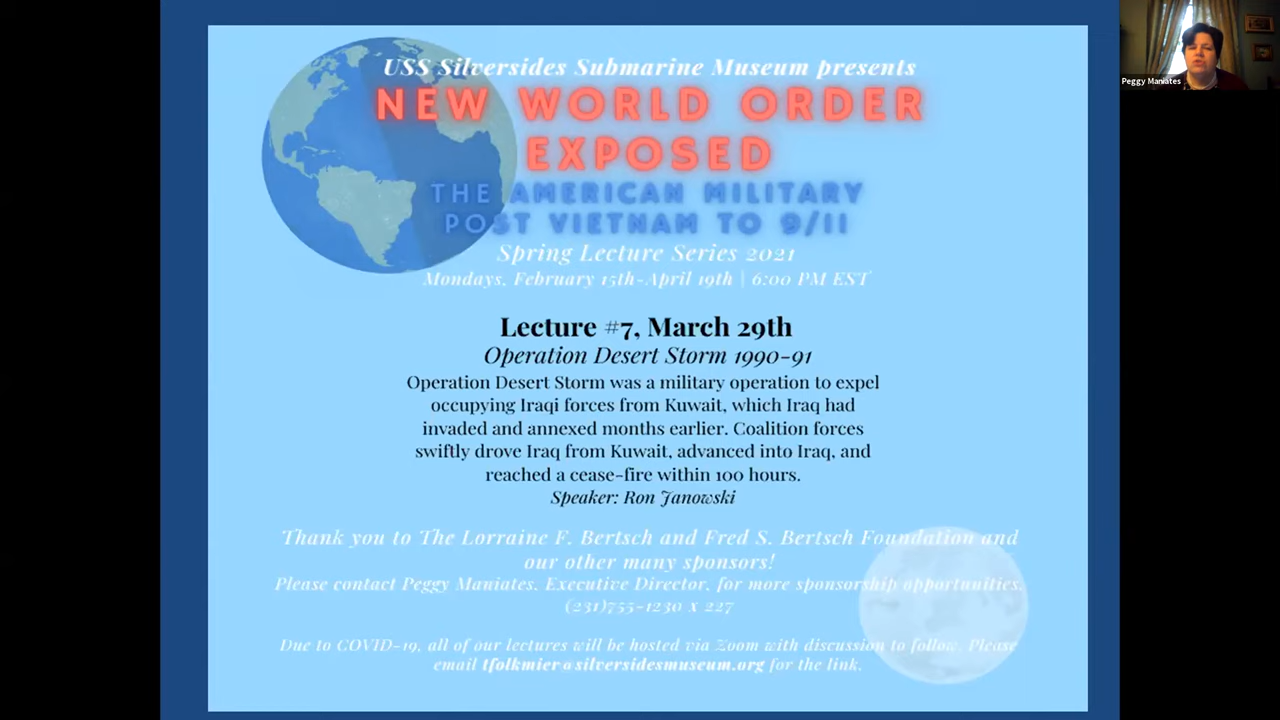 USS Silversides Submarine Museum presents
NEW WORLD ORDER
EXPOSED
THE AMERICAN MILITARY
POST VIETNAM TO 9/11
Spring Lecture Series 2021
Mondays, February 15th-April 19th | 6:00 PM EST
Lecture #7, March 29th
Operation Desert Storm 1990-91
Operation Desert Storm was a military operation to expel
occupying Iraqi forces from Kuwait, which Iraq had
invaded and annexed months earlier. Coalition forces
swiftly drove Iraq from Kuwait, advanced into Iraq, and
reached a cease-fire within 100 hours.
Speaker: Ron Janowski
Thank you to The Lorraine F. Bertsch and Fred S. Bertsch Foundation and
our other many sponsors!
Please contact Peggy Maniates, Executive Director, for more sponsorship opportunities.
(231)755-1230 x 227
Due to COVID-19, all of our lectures will be hosted via Zoom with discussion to follow. Please
email tfolkmier@silversidesmuseum.org for the link.
Peggy Maniates